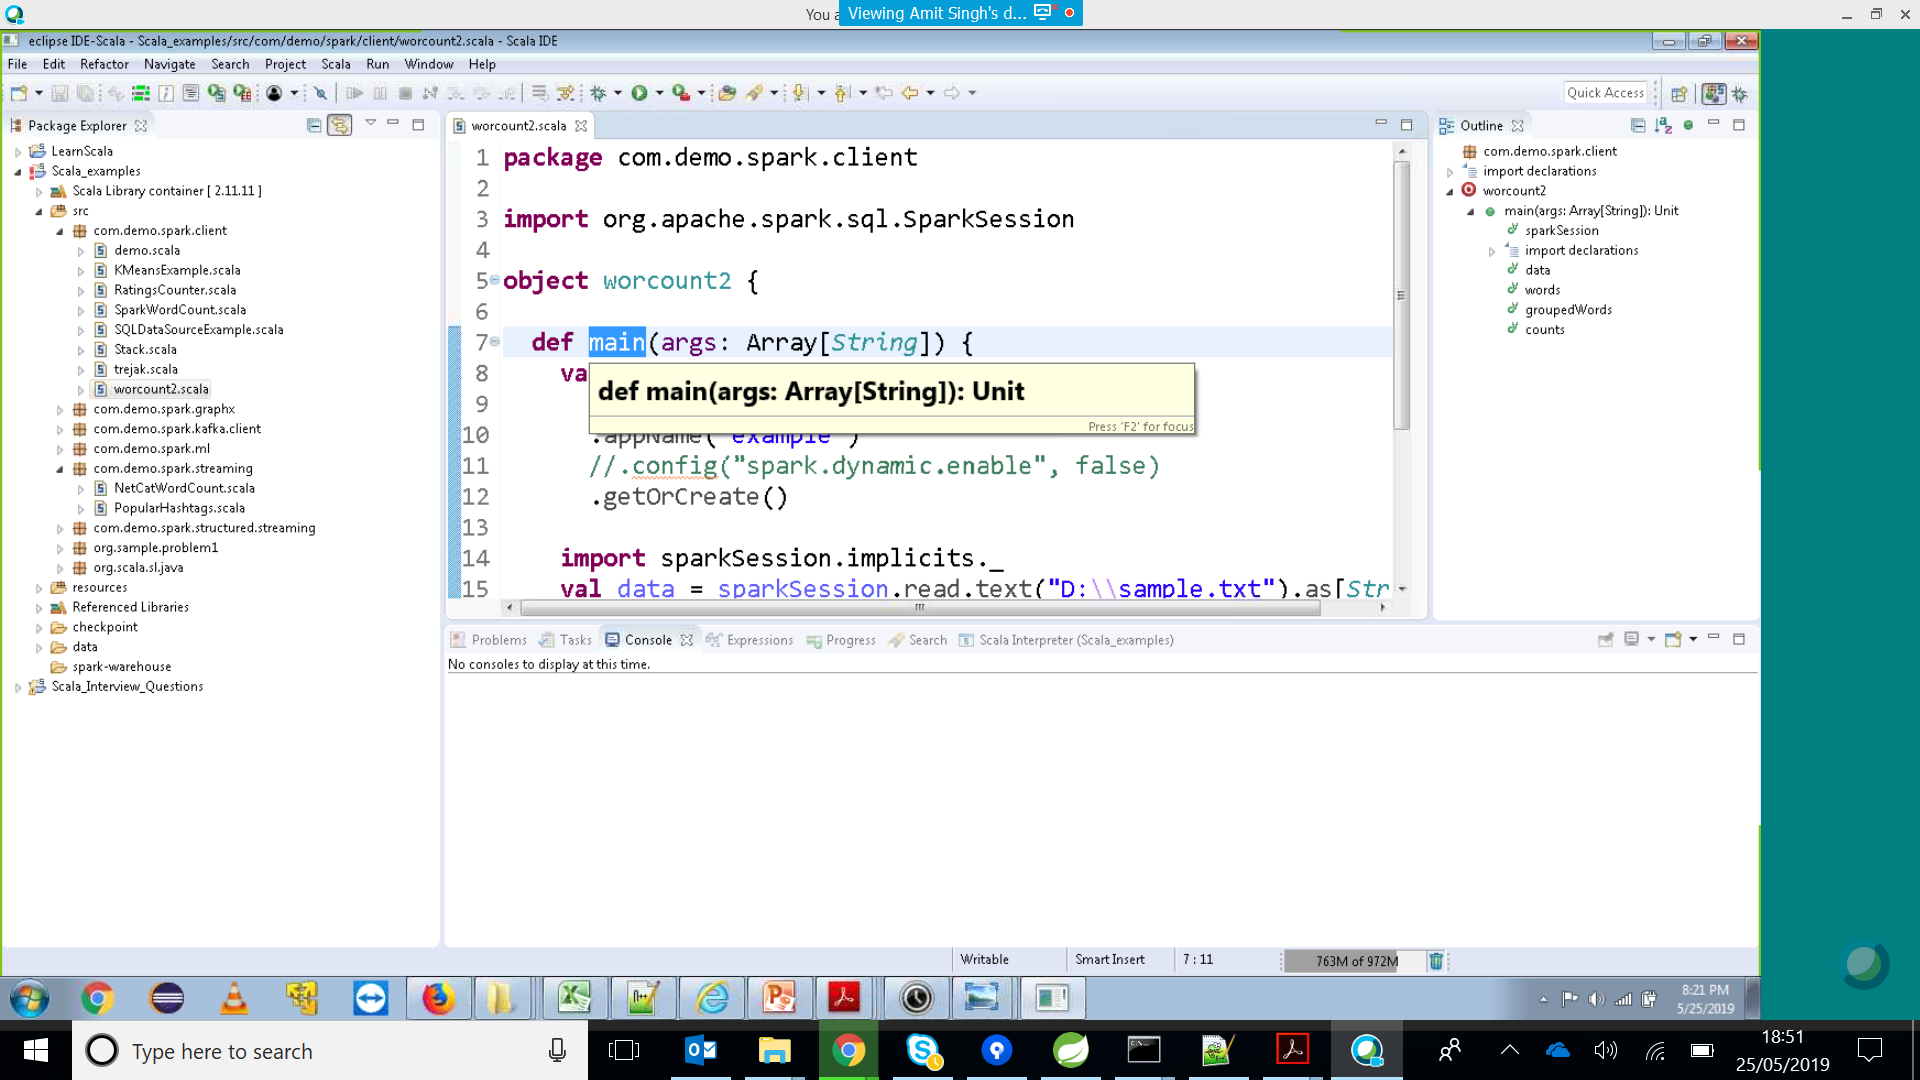 You a
Viewing Amit Singh's d...
eclipse IDE-Scala - Scala_examples/src/com/demo/spark/client/worcount2.scala - Scala IDE
File Edit Refactor Navigate Search Project Scala Run Window Help
Quick Access
Package Explorer
LearnScala
Scala_examples
Scala Library container [ 2.11.11 ]
src
com.demo.spark.client
demo.scala
KMeansExample.scala
RatingsCounter.scala
SparkWordCount.scala
SQLDataSourceExample.scala
Stack.scala
trejak.scala
worcount2.scala
com.demo.spark.graphx
com.demo.spark.kafka.client
com.demo.spark.ml
com.demo.spark.streaming
NetCatWordCount.scala
PopularHashtags.scala
com.demo.spark.structured.streaming
org.sample.problem1
org.scala.sl.java
resources
Referenced Libraries
checkpoint
data
spark-warehouse
Scala_Interview_Questions
worcount2.scala
1 package com.demo.spark.client
2
3 import org.apache.spark.sql.SparkSession
4
5 object worcount2 {
6
7 def main(args: Array[String]) {
8 va
def main(args: Array[String]): Unit
9
Press 'F2' for focus
10 .appName("example")
11 //.config("spark.dynamic.enable", false)
12 .getOrCreate()
13
14 import sparkSession.implicits._
15 val data = sparkSession.read.text("D:\\sample.txt").as[Str
Outline
com.demo.spark.client
import declarations
worcount2
main(args: Array[String]): Unit
sparkSession
import declarations
data
words
groupedWords
counts
Problems Tasks Console Expressions Progress Search Scala Interpreter (Scala_examples)
No consoles to display at this time.
Writable Smart Insert 7 : 11 763M of 972M
8:21 PM
5/25/2019
Type here to search
18:51
25/05/2019